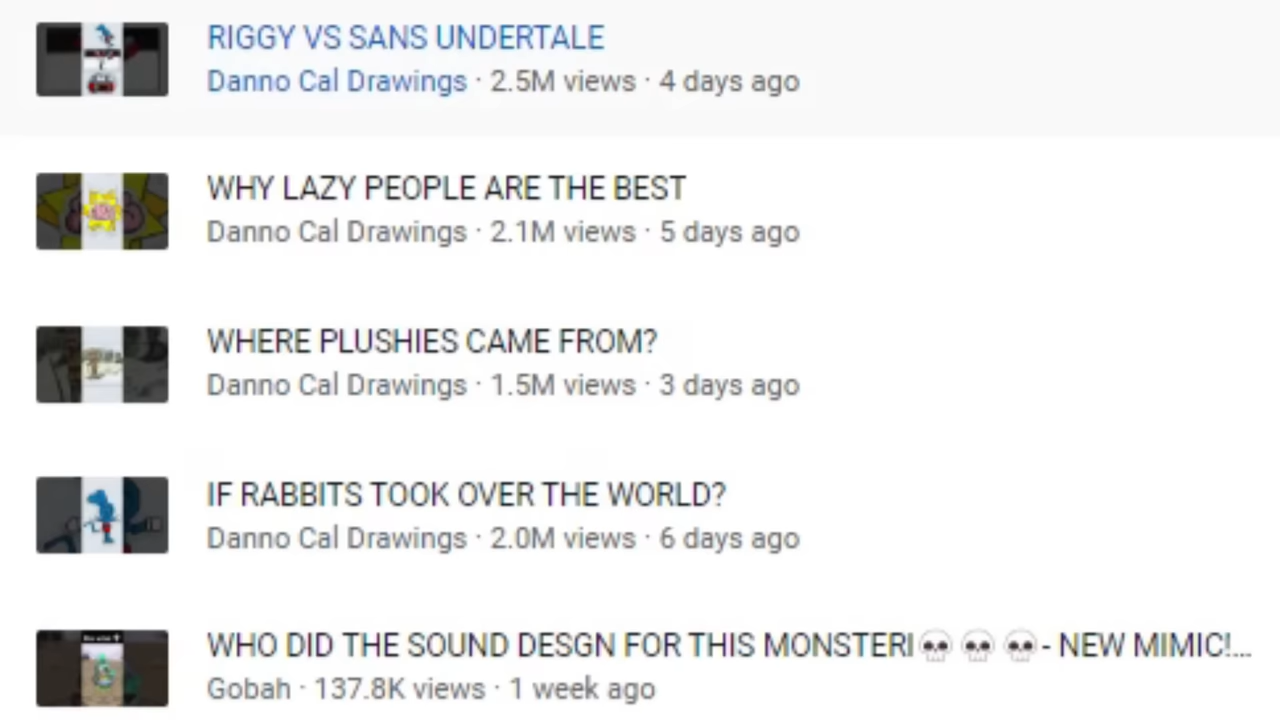 RIGGY VS SANS UNDERTALE
Danno Cal Drawings · 2.5M views · 4 days ago
WHY LAZY PEOPLE ARE THE BEST
Danno Cal Drawings · 2.1M views · 5 days ago
WHERE PLUSHIES CAME FROM?
Danno Cal Drawings · 1.5M views · 3 days ago
IF RABBITS TOOK OVER THE WORLD?
Danno Cal Drawings · 2.0M views · 6 days ago
WHO DID THE SOUND DESGN FOR THIS MONSTER!💀💀💀- NEW MIMIC!...
Gobah · 137.8K views · 1 week ago